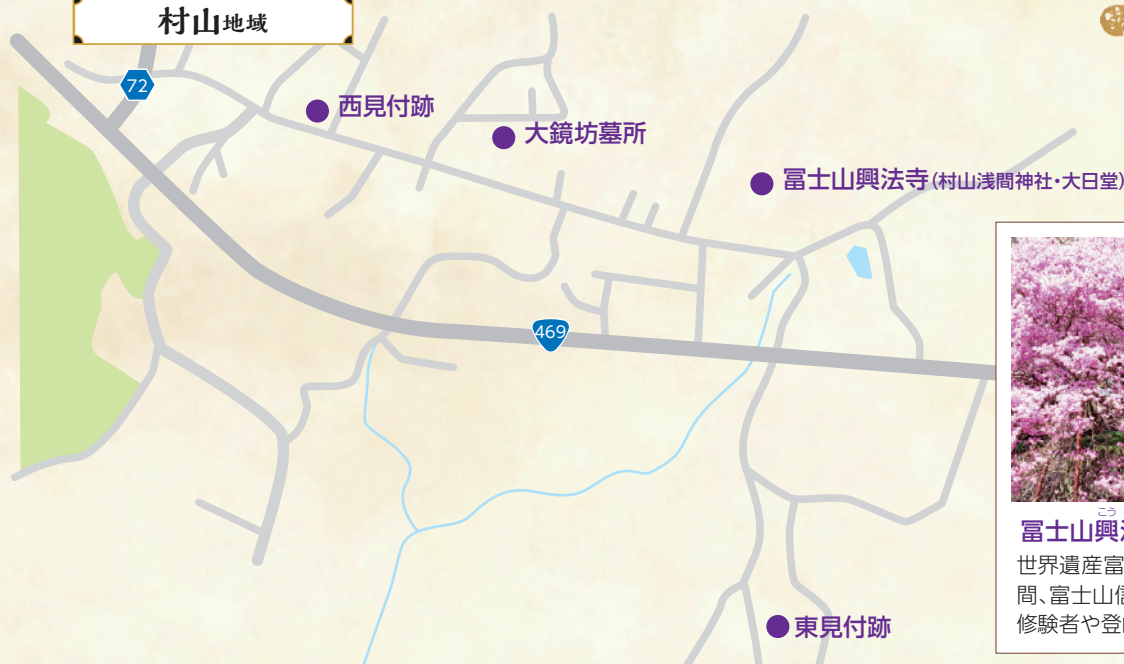 村山地域
72
西見付跡
大鏡坊墓所
冨士山興法寺(村山浅間神社・大日堂)
469
こう
冨士山興
世界遺産富
間、富士山信
修験者や登
東見付跡